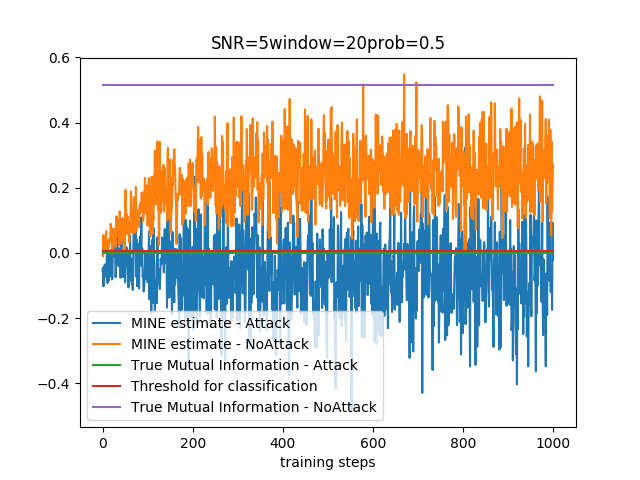 SNR=5window=20prob=0.5
0.6
0.4
0.2
0.0
−0.2
−0.4
MINE estimate - Attack
MINE estimate - NoAttack
True Mutual Information - Attack
Threshold for classification
True Mutual Information - NoAttack
0 200 400 600 800 1000
training steps